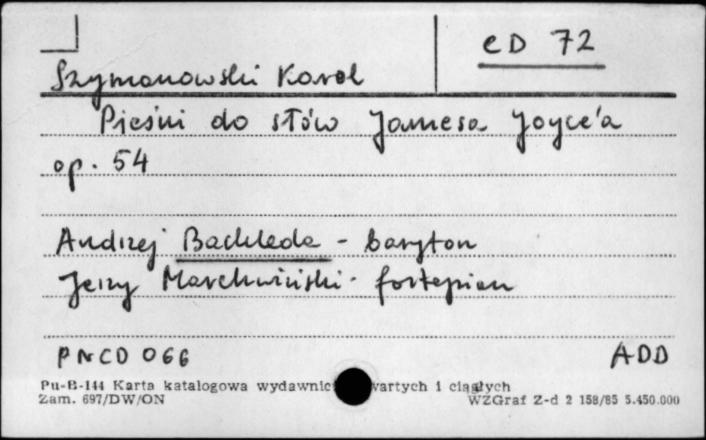 CD 72
Szymanowski Karol
Pieśni do słów Jamesa Joyce'a
op. 54
Andrzej Bachleda - baryton
Jerzy Marchwiński - fortepian
PNCD 066 ADD
Pu-B-144 Karta katalogowa wydawnic wartych i ciągłych
Zam. 697/DW/ON WZGraf Z-d 2 158/85 5.450.000